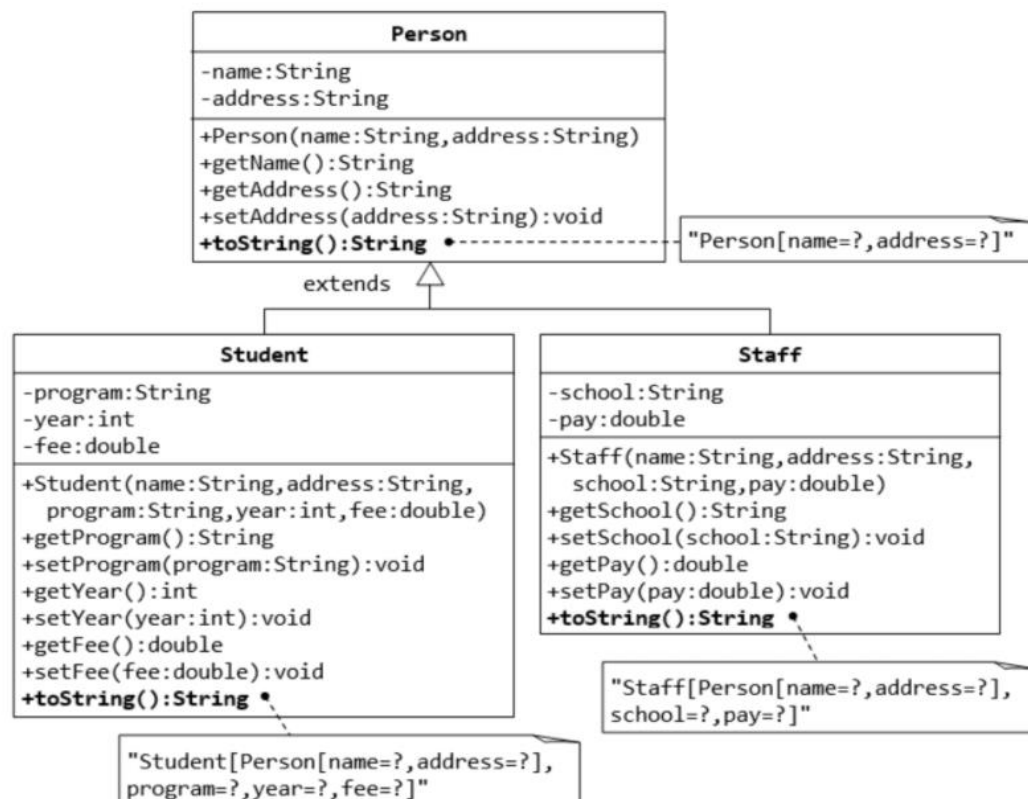 Person
-name:String
-address:String
+Person(name:String,address:String)
+getName():String
+getAddress():String
+setAddress(address:String):void
+toString():String
"Person[name=?,address=?]"
extends
Student
-program:String
-year:int
-fee:double
+Student(name:String,address:String,
program:String,year:int,fee:double)
+getProgram():String
+setProgram(program:String):void
+getYear():int
+setYear(year:int):void
+getFee():double
+setFee(fee:double):void
+toString():String
"Student[Person[name=?,address=?],
program=?,year=?,fee=?]"
Staff
-school:String
-pay:double
+Staff(name:String,address:String,
school:String,pay:double)
+getSchool():String
+setSchool(school:String):void
+getPay():double
+setPay(pay:double):void
+toString():String
"Staff[Person[name=?,address=?],
school=?,pay=?]"